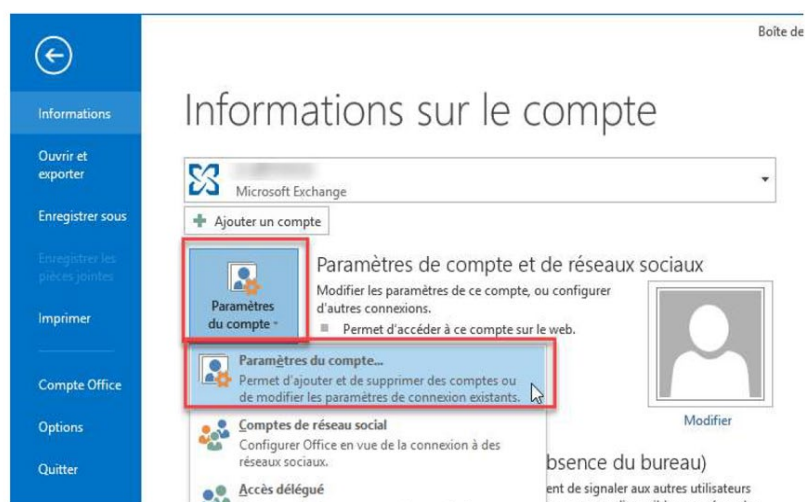 Boîte de
Informations
Ouvrir et
exporter
Enregistrer sous
Enregistrer les
pièces jointes
Imprimer
Compte Office
Options
Quitter
Informations sur le compte
Microsoft Exchange
Ajouter un compte
Paramètres
du compte
Paramètres de compte et de réseaux sociaux
Modifier les paramètres de ce compte, ou configurer
d'autres connexions.
Permet d'accéder à ce compte sur le web.
Modifier
Paramètres du compte...
Permet d'ajouter et de supprimer des comptes ou
de modifier les paramètres de connexion existants.
Comptes de réseau social
Configurer Office en vue de la connexion à des
réseaux sociaux.
Accès délégué
bsence du bureau)
ent de signaler aux autres utilisateurs